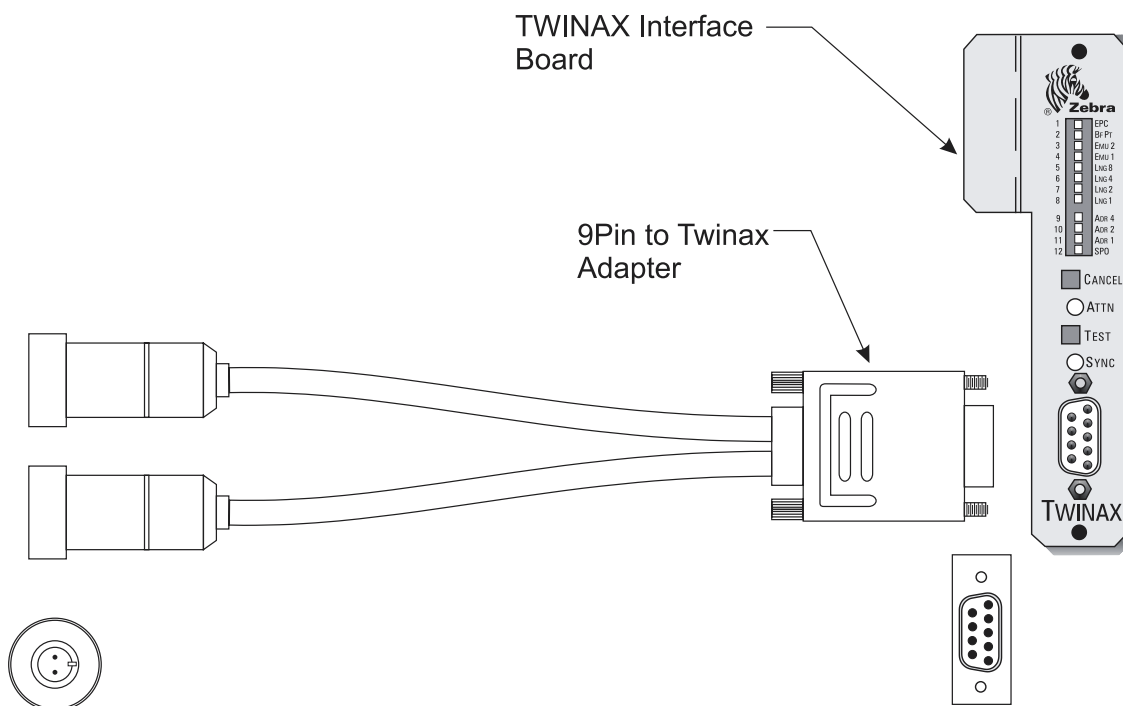 TWINAX Interface
Board
Zebra
®
1 EPC
2 BF PT
3 EMU 2
4 EMU 1
5 LNG 8
6 LNG 4
7 LNG 2
8 LNG 1
9 ADR 4
10 ADR 2
11 ADR 1
12 SPO
9Pin to Twinax
Adapter
CANCEL
ATTN
TEST
SYNC
TWINAX